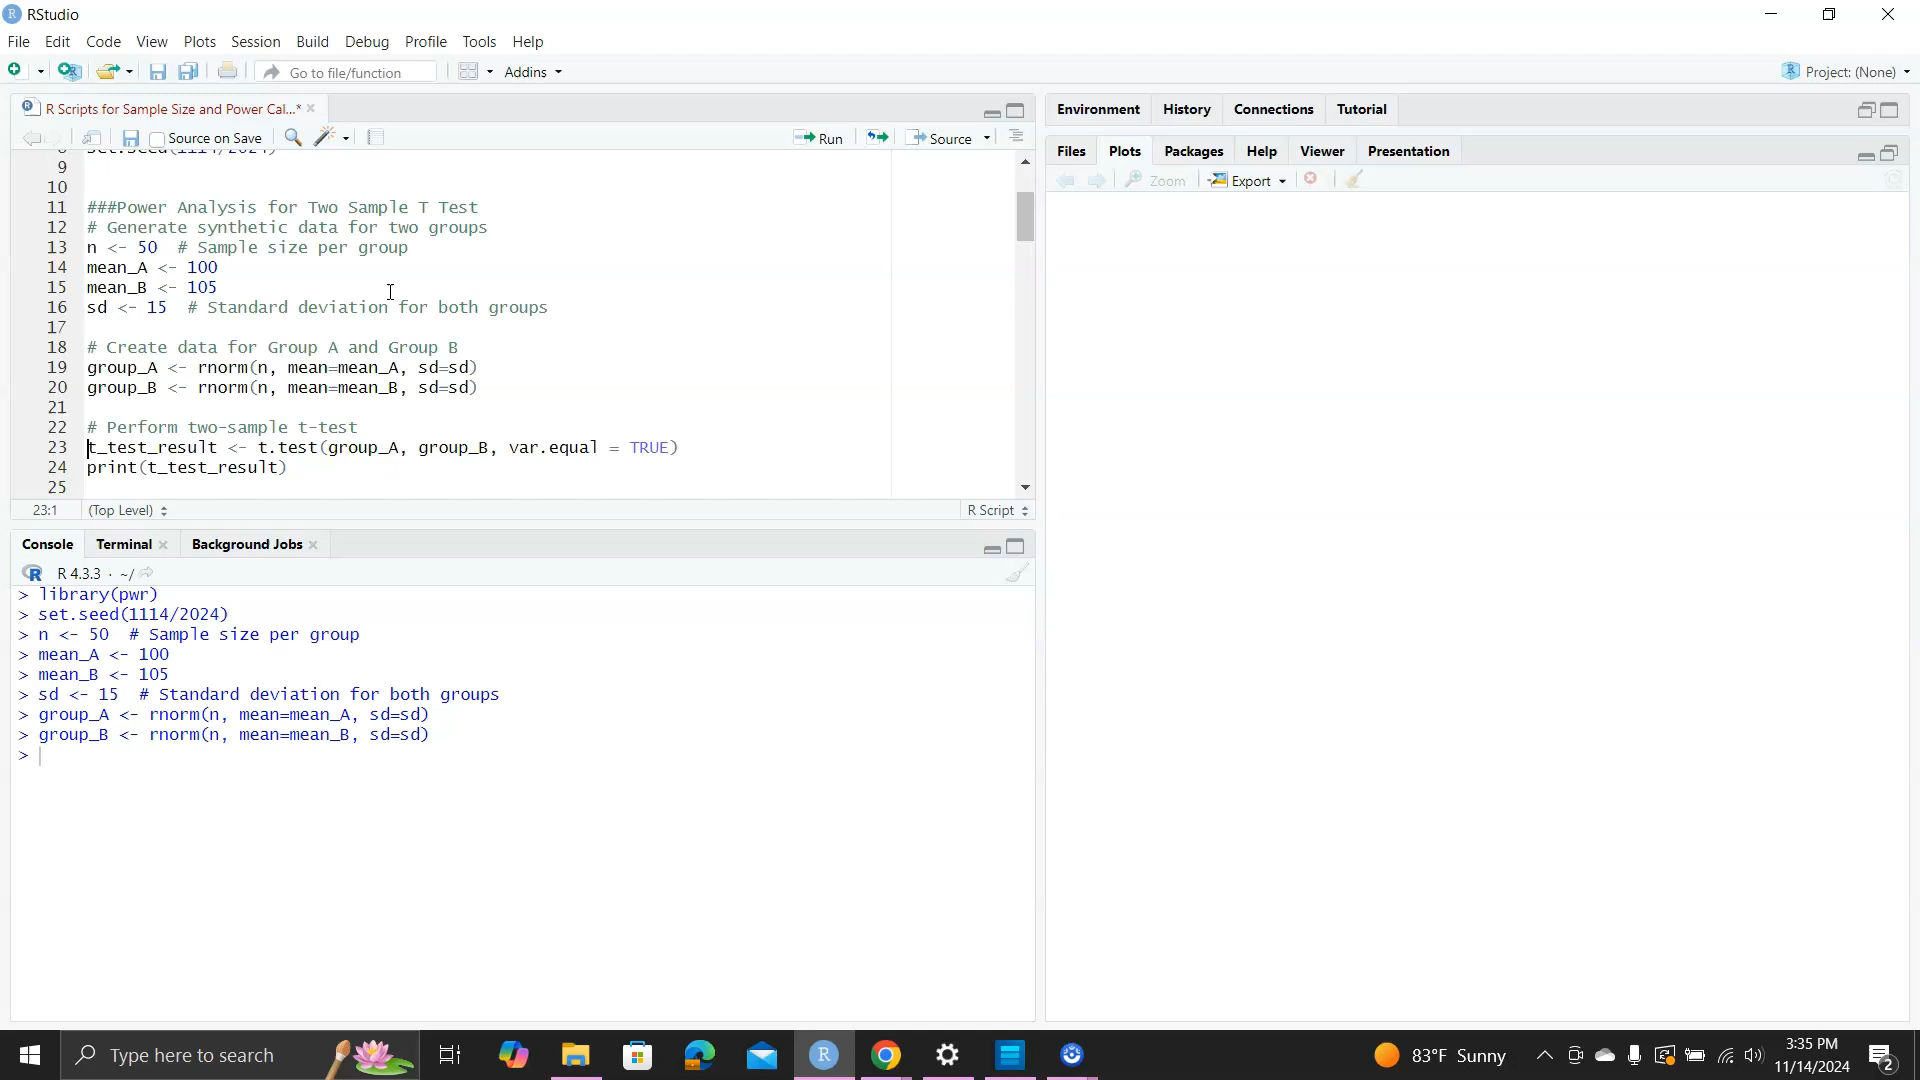 RStudio
File Edit Code View Plots Session Build Debug Profile Tools Help
Go to file/function Addins Project: (None)
R Scripts for Sample Size and Power Cal...*
Source on Save Run Source
set.seed(1114/2024)
9
10
11 ###Power Analysis for Two Sample T Test
12 # Generate synthetic data for two groups
13 n <- 50  # Sample size per group
14 mean_A <- 100
15 mean_B <- 105
16 sd <- 15  # Standard deviation for both groups
17
18 # Create data for Group A and Group B
19 group_A <- rnorm(n, mean=mean_A, sd=sd)
20 group_B <- rnorm(n, mean=mean_B, sd=sd)
21
22 # Perform two-sample t-test
23 t_test_result <- t.test(group_A, group_B, var.equal = TRUE)
24 print(t_test_result)
25
23:1 (Top Level) R Script
Console Terminal Background Jobs
R 4.3.3 · ~/
> library(pwr)
> set.seed(1114/2024)
> n <- 50  # Sample size per group
> mean_A <- 100
> mean_B <- 105
> sd <- 15  # Standard deviation for both groups
> group_A <- rnorm(n, mean=mean_A, sd=sd)
> group_B <- rnorm(n, mean=mean_B, sd=sd)
>
Environment History Connections Tutorial
Files Plots Packages Help Viewer Presentation
Zoom Export
Type here to search
83°F Sunny
3:35 PM
11/14/2024
2